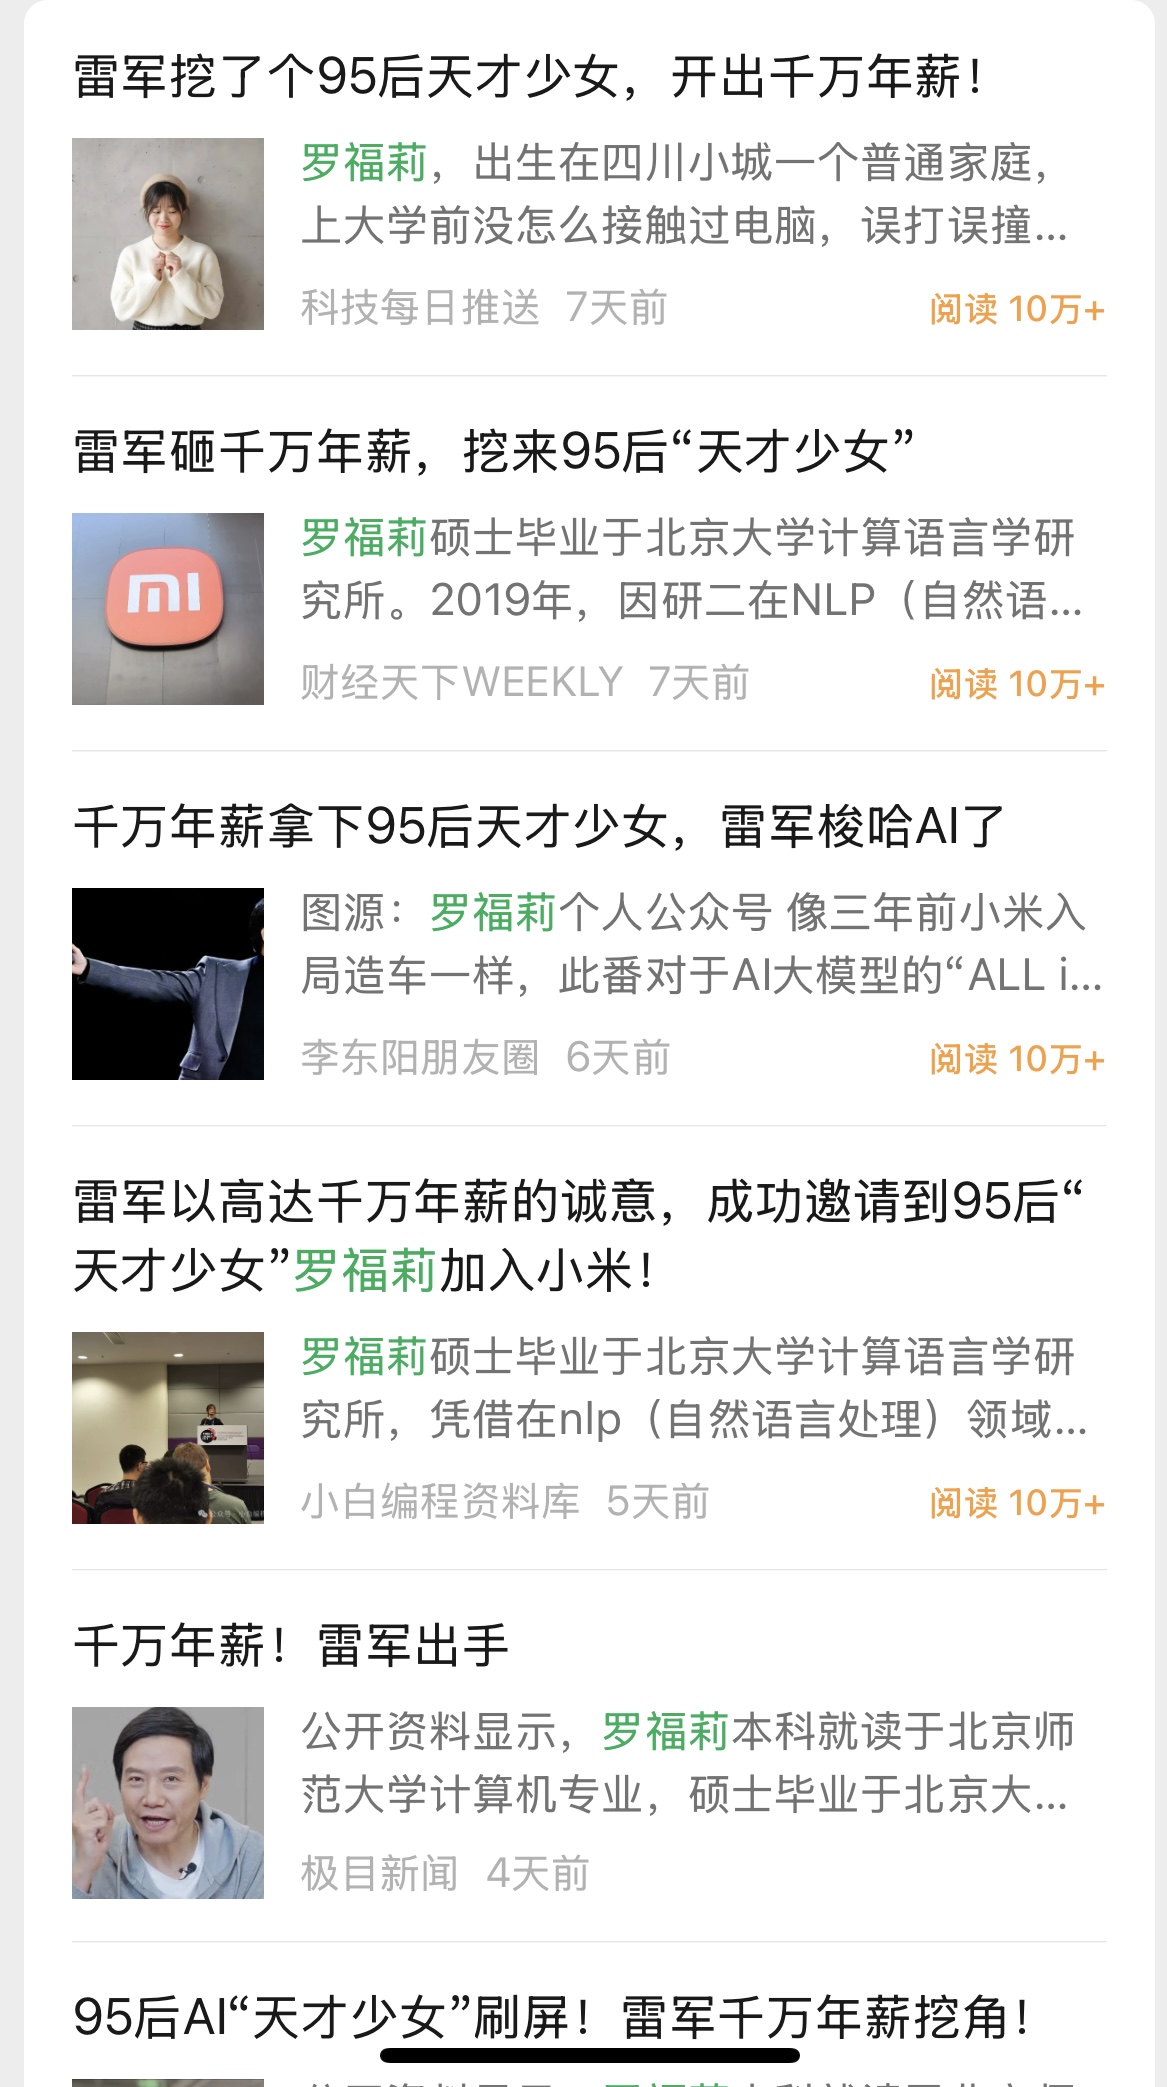 雷军挖了个95后天才少女，开出千万年薪！
罗福莉，出生在四川小城一个普通家庭，
上大学前没怎么接触过电脑，误打误撞...
科技每日推送 7天前 阅读 10万+
雷军砸千万年薪，挖来95后“天才少女”
mi
罗福莉硕士毕业于北京大学计算语言学研
究所。2019年，因研二在NLP（自然语...
财经天下WEEKLY 7天前 阅读 10万+
千万年薪拿下95后天才少女，雷军梭哈AI了
图源：罗福莉个人公众号 像三年前小米入
局造车一样，此番对于AI大模型的“ALL i...
李东阳朋友圈 6天前 阅读 10万+
雷军以高达千万年薪的诚意，成功邀请到95后“
天才少女”罗福莉加入小米！
罗福莉硕士毕业于北京大学计算语言学研
究所，凭借在nlp（自然语言处理）领域...
小白编程资料库 5天前 阅读 10万+
千万年薪！雷军出手
公开资料显示，罗福莉本科就读于北京师
范大学计算机专业，硕士毕业于北京大...
极目新闻 4天前
95后AI“天才少女”刷屏！雷军千万年薪挖角！